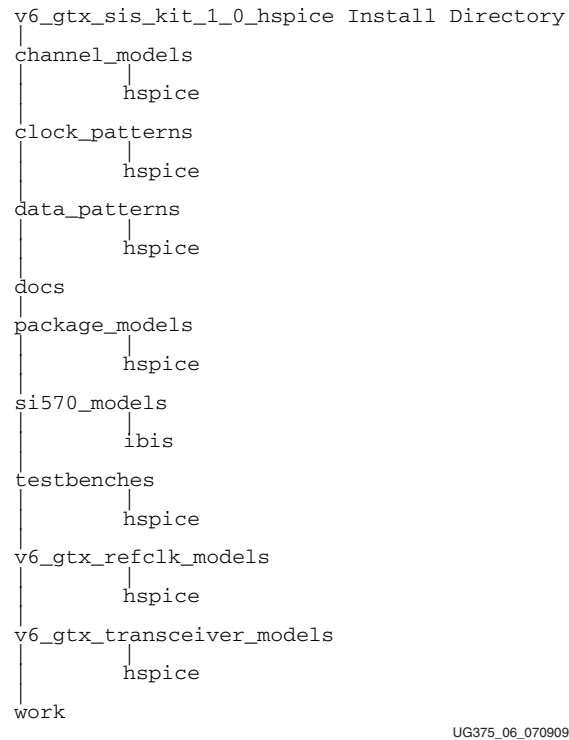 v6_gtx_sis_kit_1_0_hspice Install Directory
channel_models
hspice
clock_patterns
hspice
data_patterns
hspice
docs
package_models
hspice
si570_models
ibis
testbenches
hspice
v6_gtx_refclk_models
hspice
v6_gtx_transceiver_models
hspice
work
UG375_06_070909